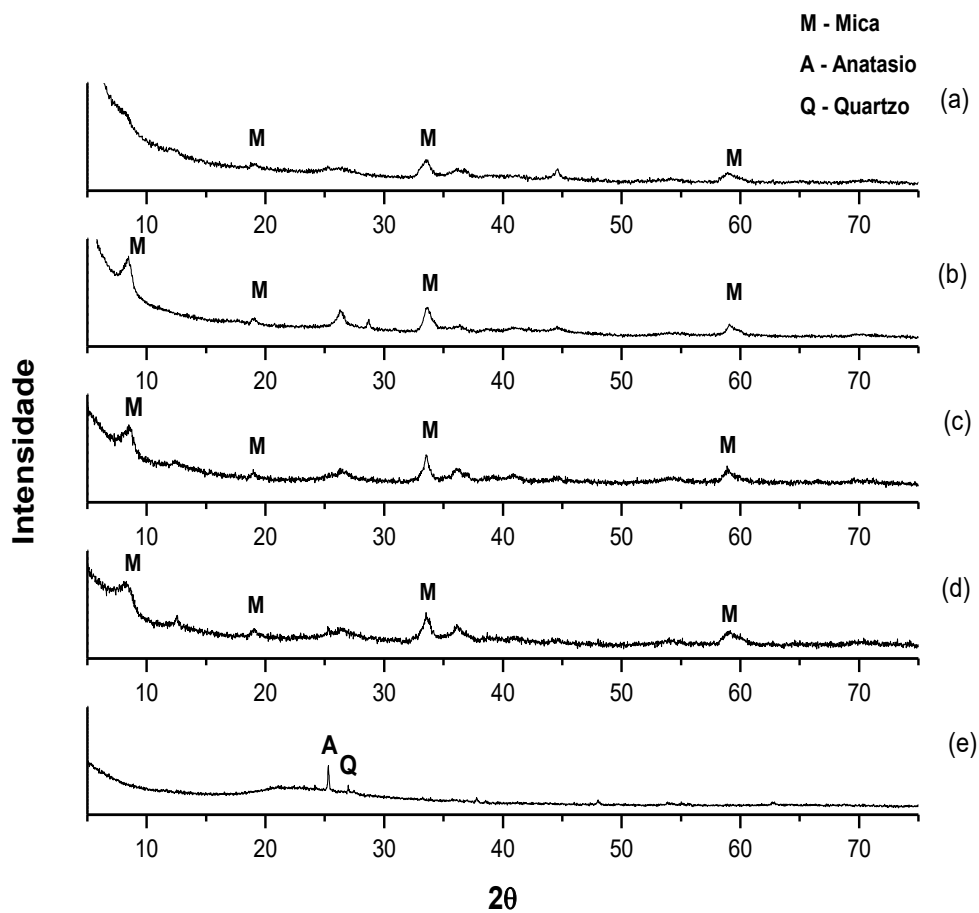 M - Mica
A - Anatasio
Q - Quartzo
(a)
M M M
10 20 30 40 50 60 70
(b)
M M M M
10 20 30 40 50 60 70
(c)
M M M M
10 20 30 40 50 60 70
(d)
M M M M
10 20 30 40 50 60 70
(e)
A Q
10 20 30 40 50 60 70
Intensidade
2θ